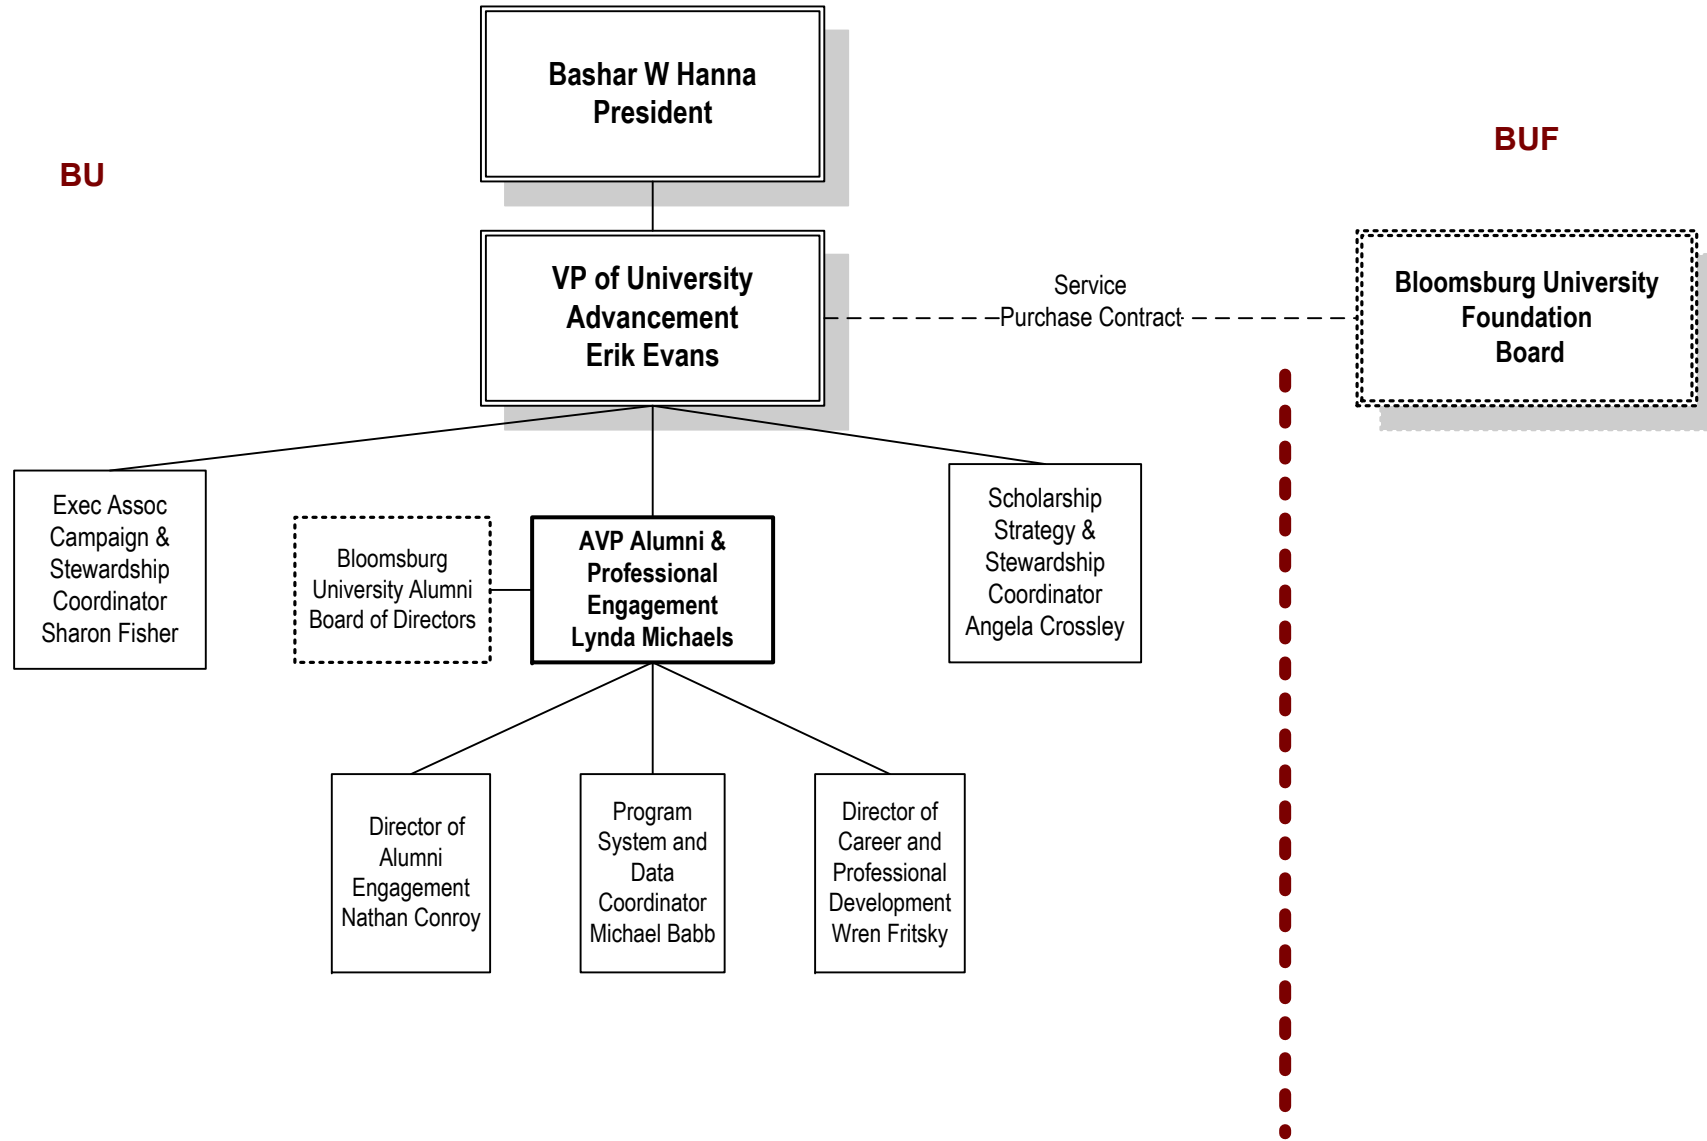 Bashar W Hanna
President
BUF
BU
VP of University
Advancement
Erik Evans
Service
Purchase Contract
Bloomsburg University
Foundation
Board
Exec Assoc
Campaign &
Stewardship
Coordinator
Sharon Fisher
Bloomsburg
University Alumni
Board of Directors
AVP Alumni &
Professional
Engagement
Lynda Michaels
Scholarship
Strategy &
Stewardship
Coordinator
Angela Crossley
Director of
Alumni
Engagement
Nathan Conroy
Program
System and
Data
Coordinator
Michael Babb
Director of
Career and
Professional
Development
Wren Fritsky